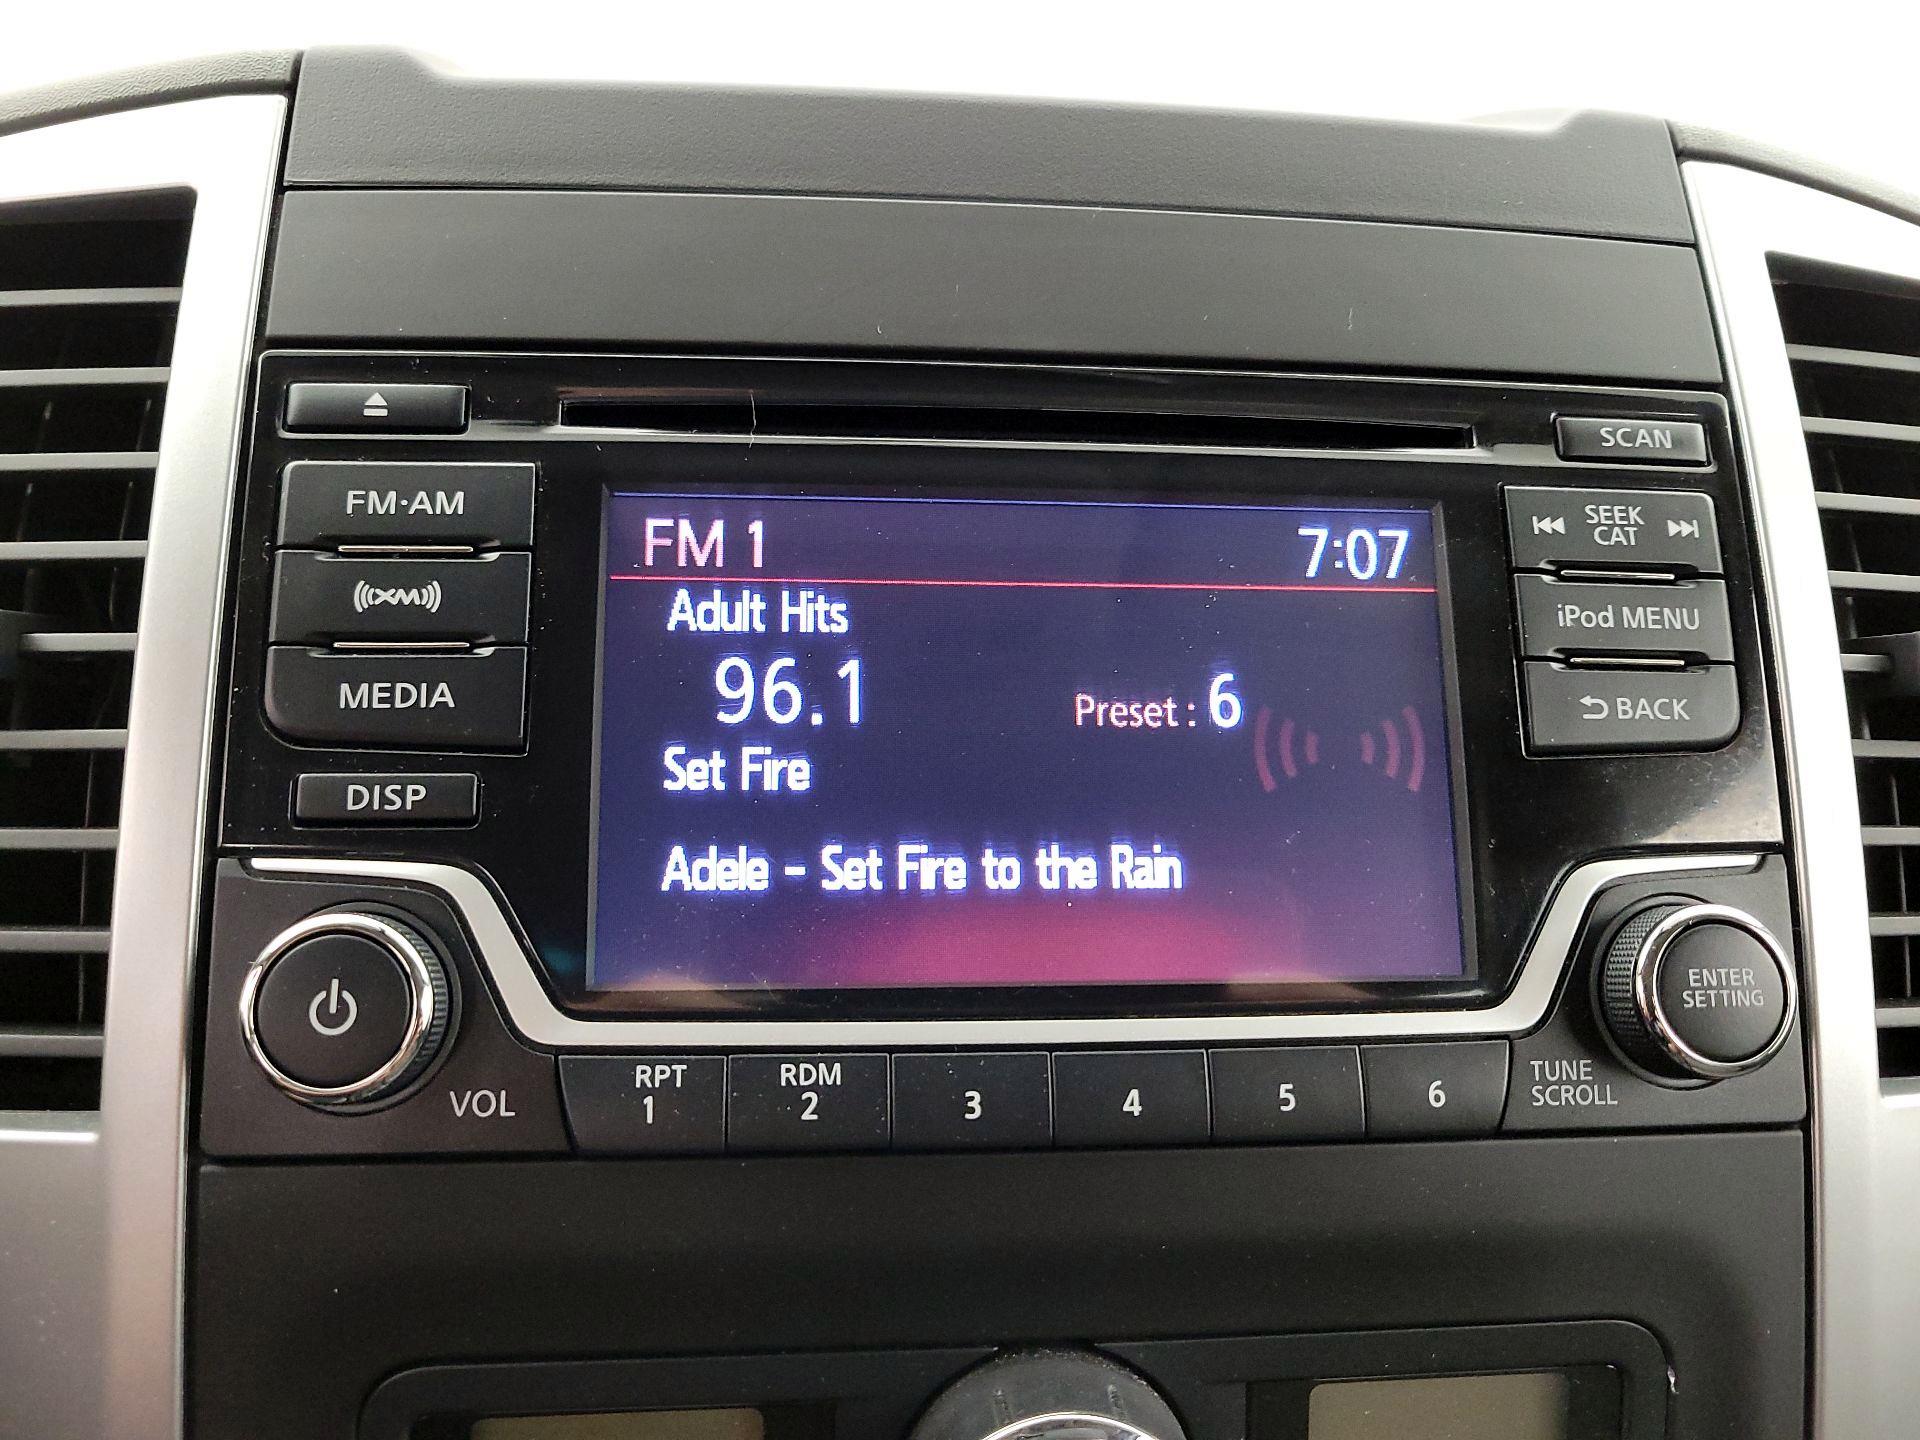 SCAN
FM·AM
XM
MEDIA
DISP
FM 1 7:07
Adult Hits
96.1 Preset : 6
Set Fire
Adele - Set Fire to the Rain
SEEK
CAT
iPod MENU
BACK
VOL
RPT
1
RDM
2
3
4
5
6
ENTER
SETTING
TUNE
SCROLL